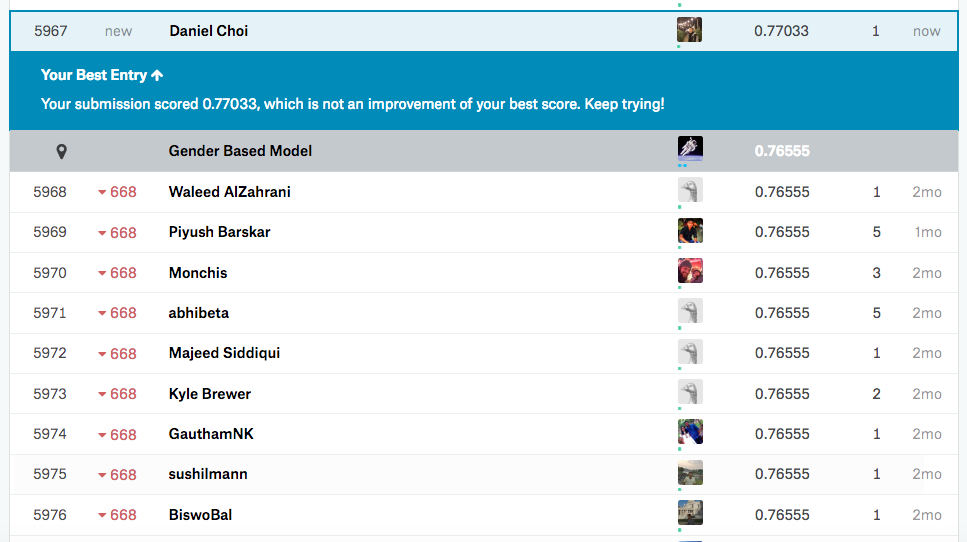 5967 new Daniel Choi 0.77033 1 now
Your Best Entry ↑
Your submission scored 0.77033, which is not an improvement of your best score. Keep trying!
Gender Based Model 0.76555
5968 668 Waleed AlZahrani 0.76555 1 2mo
5969 668 Piyush Barskar 0.76555 5 1mo
5970 668 Monchis 0.76555 3 2mo
5971 668 abhibeta 0.76555 5 2mo
5972 668 Majeed Siddiqui 0.76555 1 2mo
5973 668 Kyle Brewer 0.76555 2 2mo
5974 668 GauthamNK 0.76555 1 2mo
5975 668 sushilmann 0.76555 1 2mo
5976 668 BiswoBal 0.76555 1 2mo